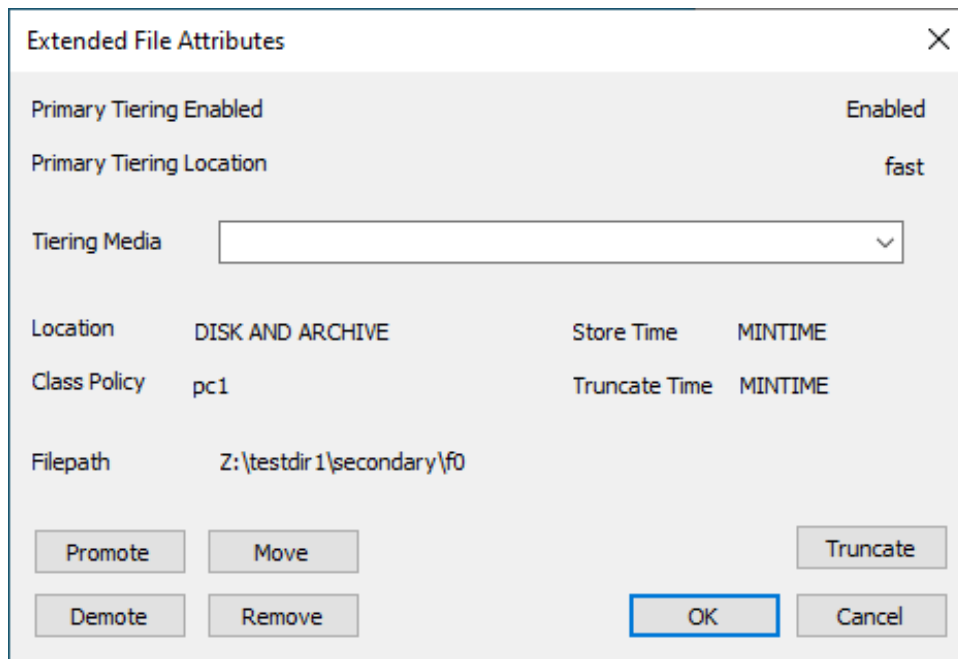 Extended File Attributes
Primary Tiering Enabled Enabled
Primary Tiering Location fast
Tiering Media
Location DISK AND ARCHIVE Store Time MINTIME
Class Policy pc1 Truncate Time MINTIME
Filepath Z:\testdir1\secondary\f0
Promote Move Truncate
Demote Remove OK Cancel